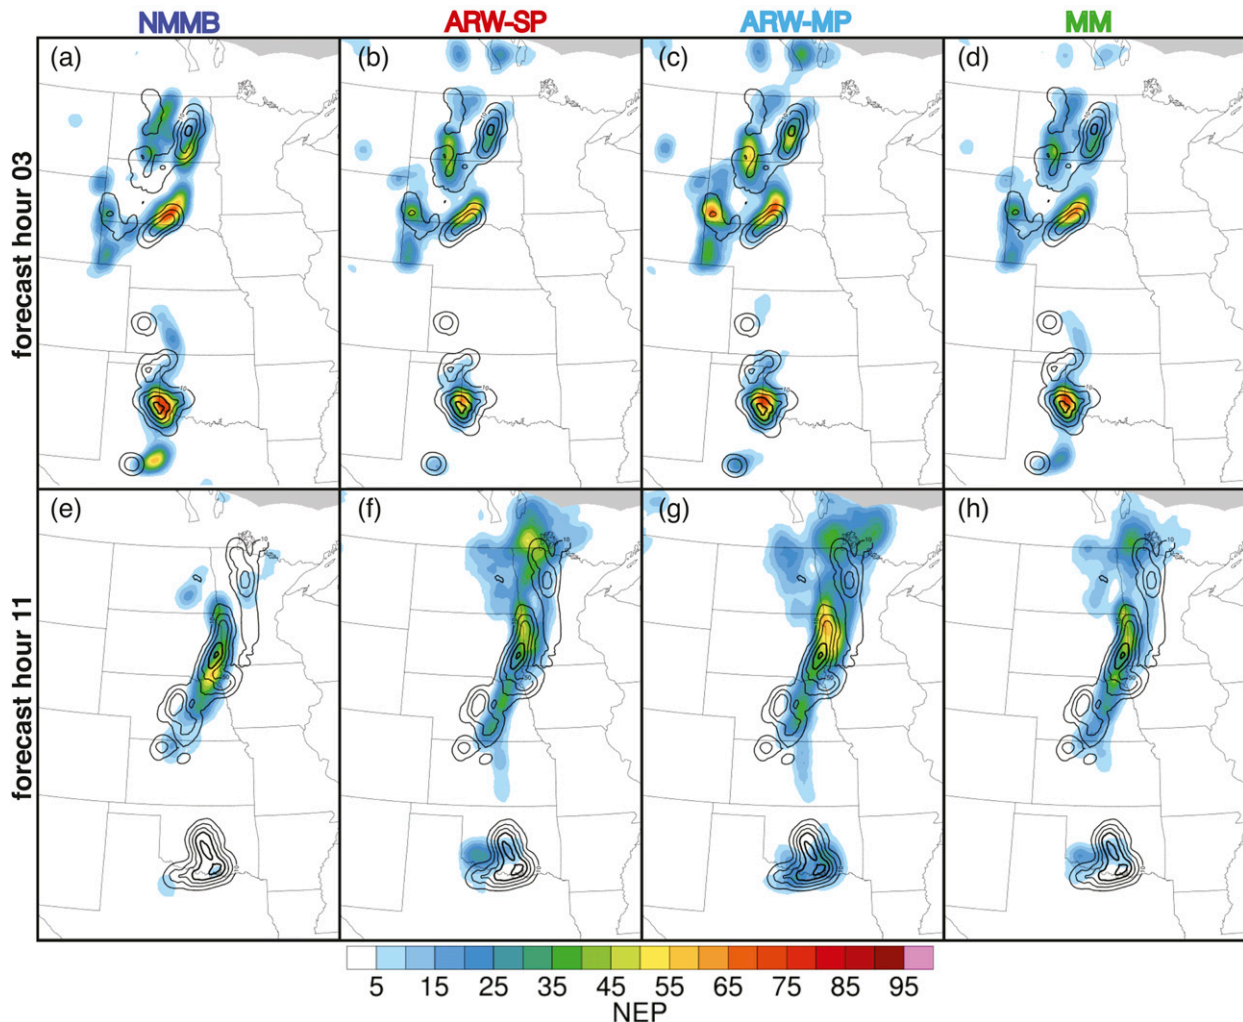 NMMB ARW-SP ARW-MP MM
forecast hour 03
(a) (b) (c) (d)
forecast hour 11
(e) (f) (g) (h)
5 15 25 35 45 55 65 75 85 95
NEP